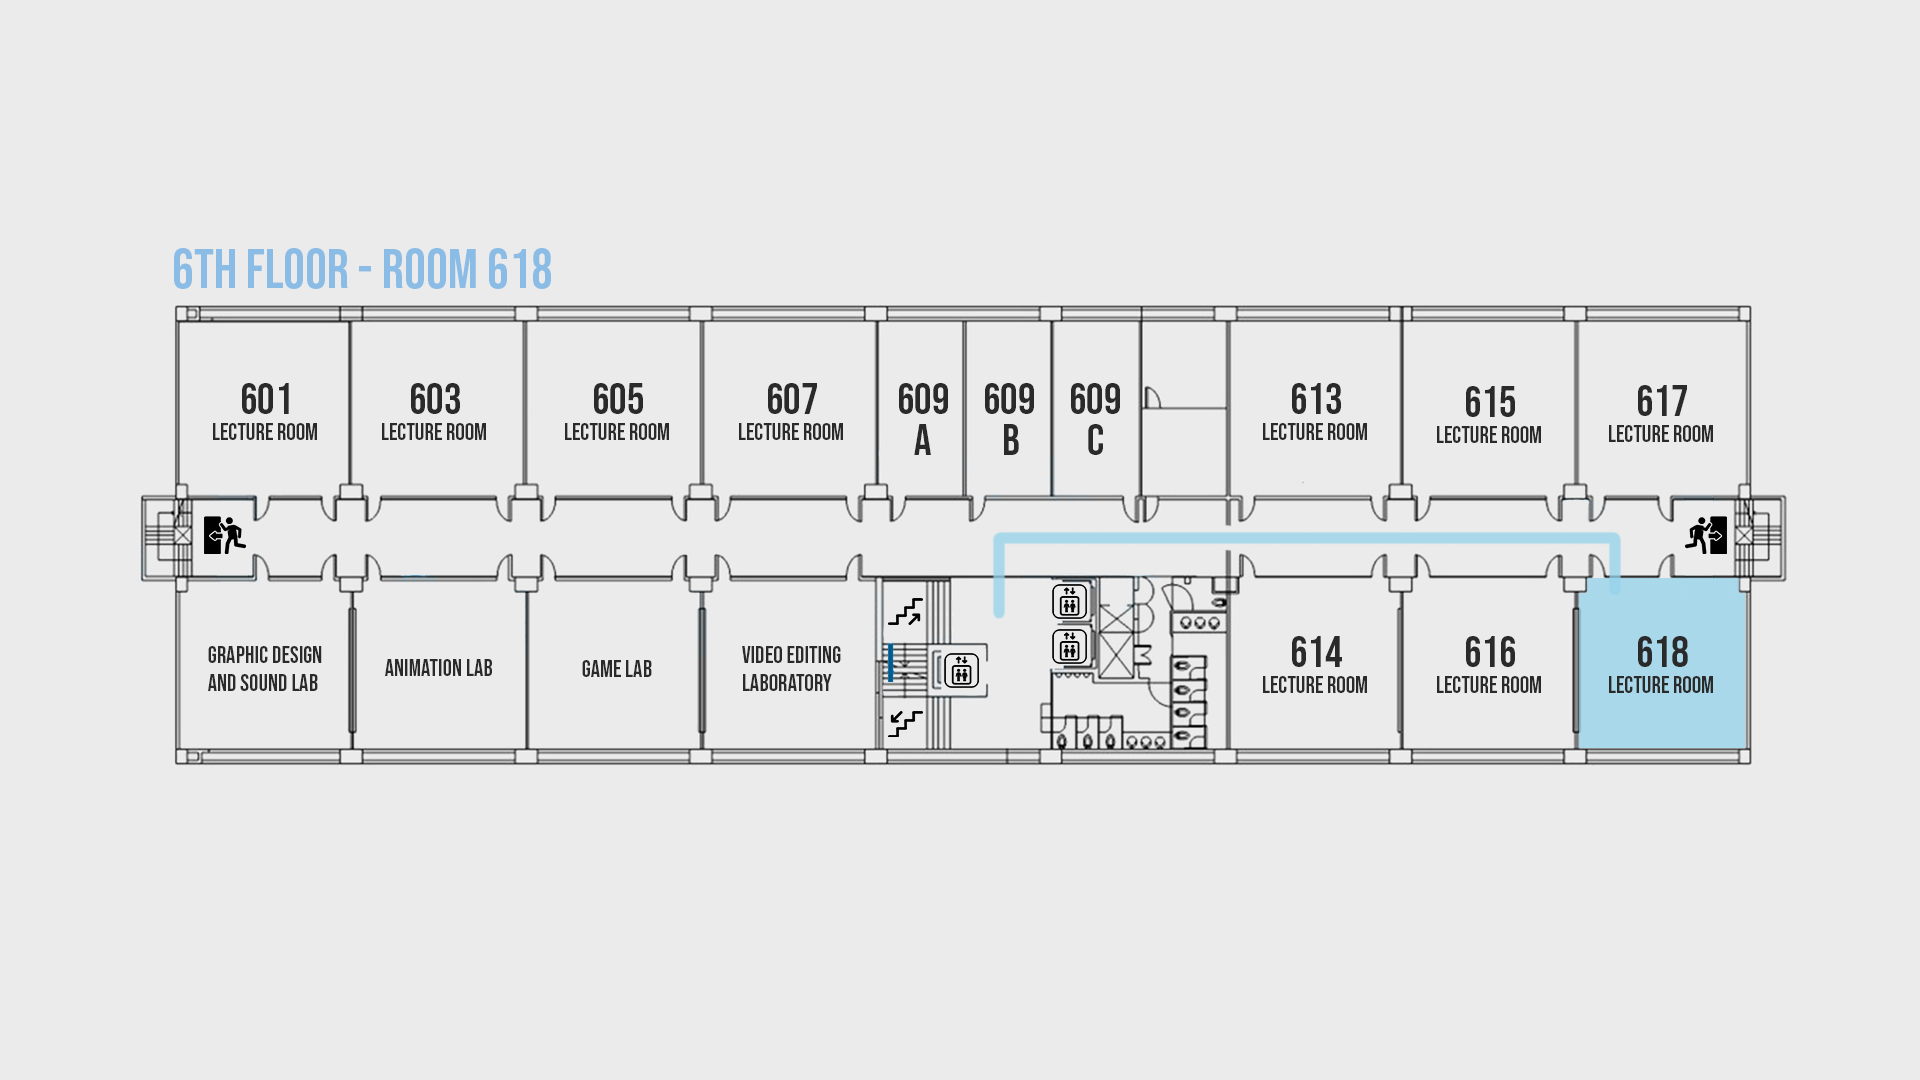 6TH FLOOR - ROOM 618
601
LECTURE ROOM
603
LECTURE ROOM
605
LECTURE ROOM
607
LECTURE ROOM
609
A
609
B
609
C
613
LECTURE ROOM
615
LECTURE ROOM
617
LECTURE ROOM
GRAPHIC DESIGN
AND SOUND LAB
ANIMATION LAB
GAME LAB
VIDEO EDITING
LABORATORY
614
LECTURE ROOM
616
LECTURE ROOM
618
LECTURE ROOM